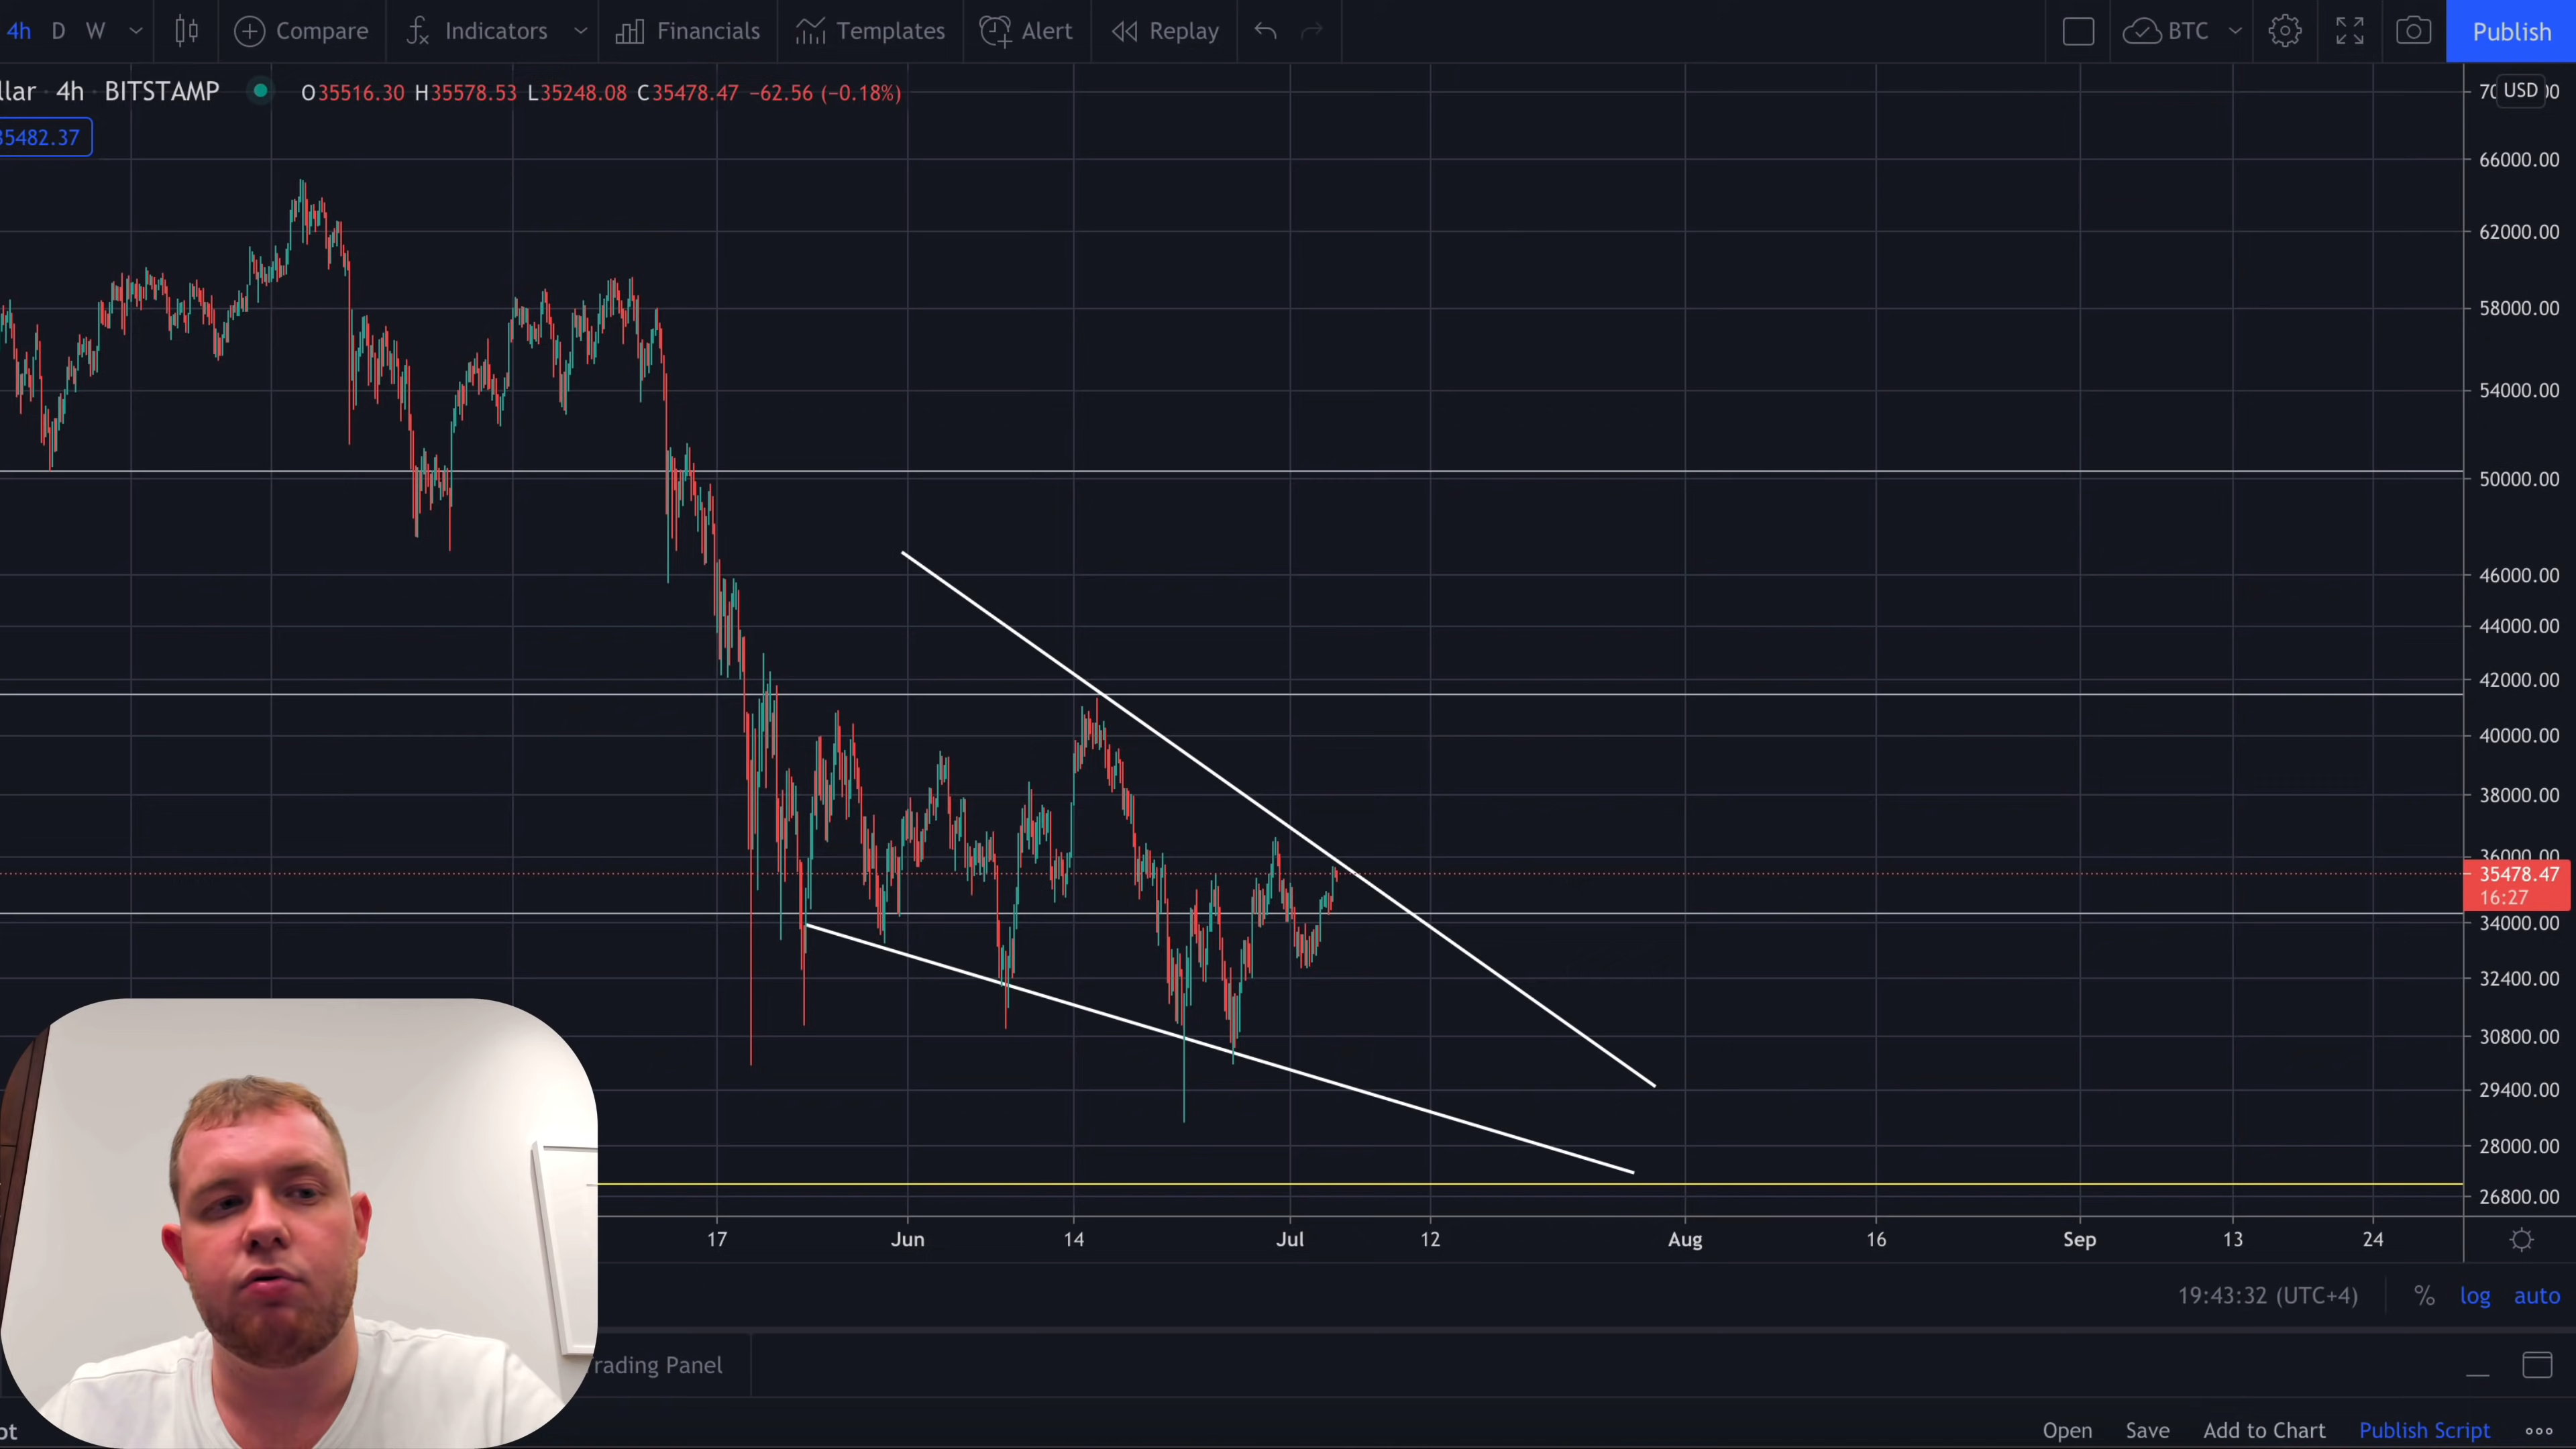 4h D W Compare Indicators Financials Templates Alert Replay BTC Publish
llar · 4h · BITSTAMP O35516.30 H35578.53 L35248.08 C35478.47 −62.56 (−0.18%)
USD
35482.37
66000.00
62000.00
58000.00
54000.00
50000.00
46000.00
44000.00
42000.00
40000.00
38000.00
36000.00
35478.47
16:27
34000.00
32400.00
30800.00
29400.00
28000.00
26800.00
17 Jun 14 Jul 12 Aug 16 Sep 13 24
19:43:32 (UTC+4) % log auto
rading Panel
pt Open Save Add to Chart Publish Script